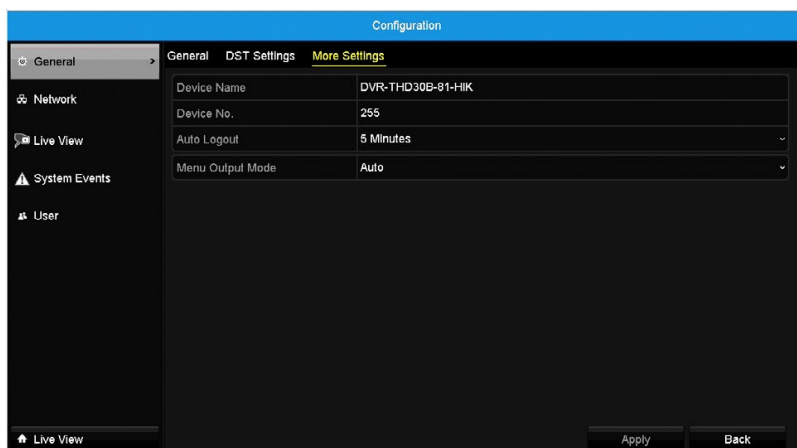 Configuration
General
Network
Live View
System Events
User
Live View
General DST Settings More Settings
Device Name DVR-THD30B-81-HIK
Device No. 255
Auto Logout 5 Minutes
Menu Output Mode Auto
Apply Back